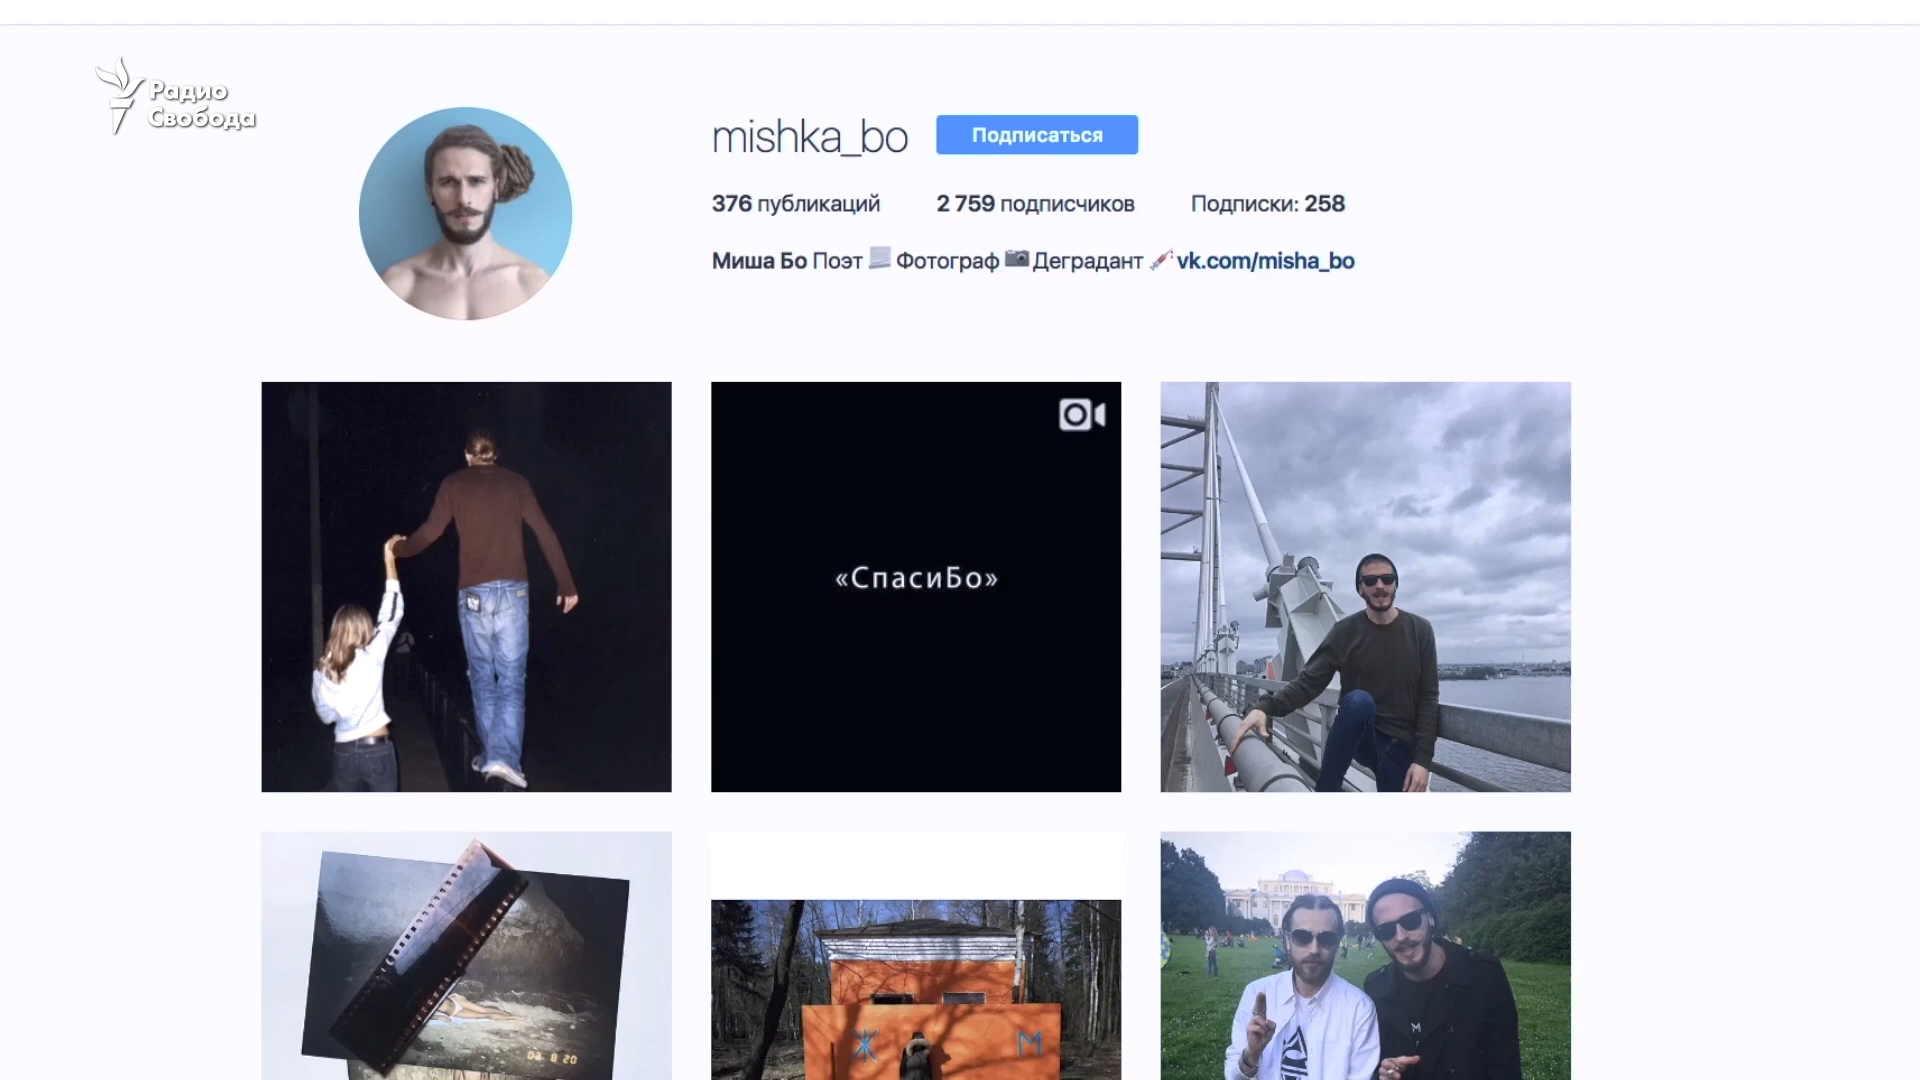 Радио
Свобода
mishka_bo Подписаться
376 публикаций 2 759 подписчиков Подписки: 258
Миша Бо Поэт Фотограф Деградант vk.com/misha_bo
«СпасиБо»
Ж М
М